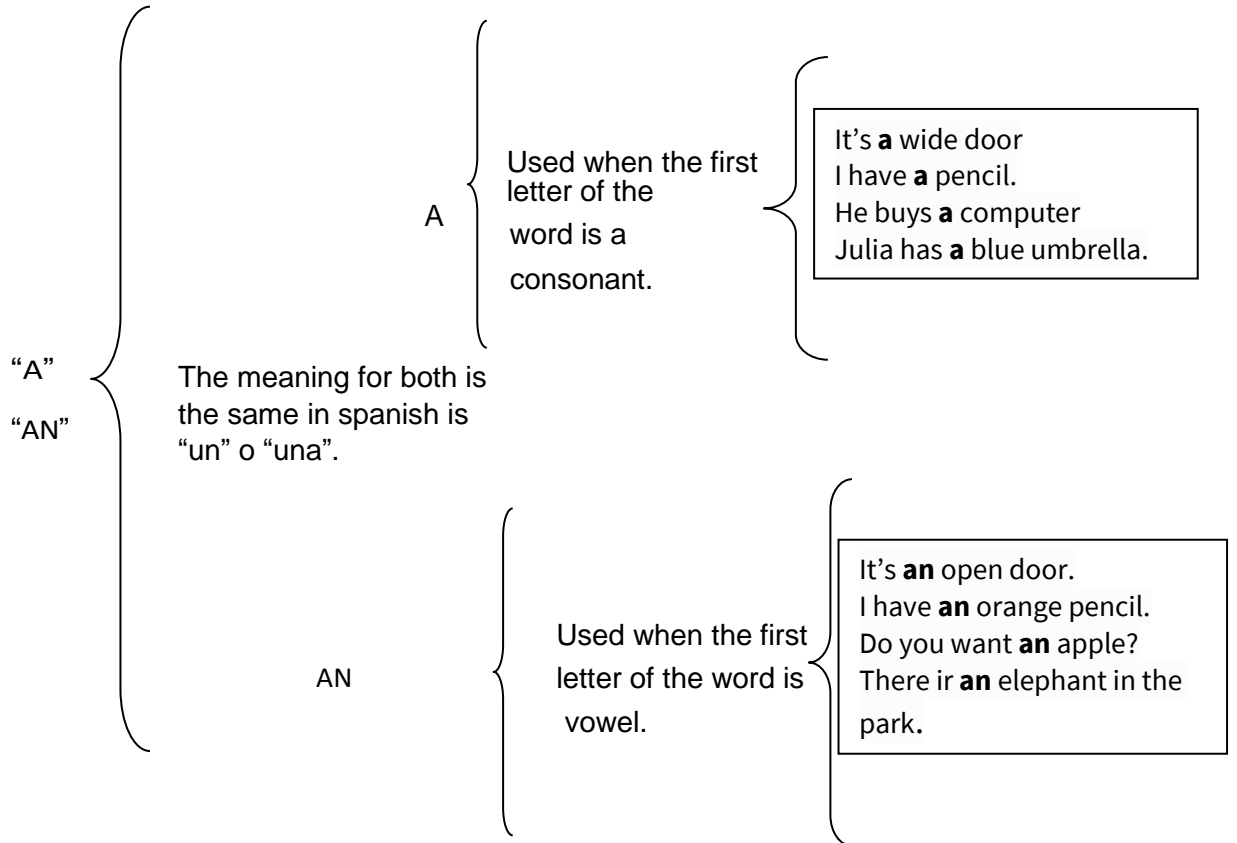 “A”
“AN”
The meaning for both is
the same in spanish is
“un” o “una”.
A
Used when the first
letter of the
word is a
consonant.
It’s a wide door
I have a pencil.
He buys a computer
Julia has a blue umbrella.
AN
Used when the first
letter of the word is
vowel.
It’s an open door.
I have an orange pencil.
Do you want an apple?
There ir an elephant in the
park.